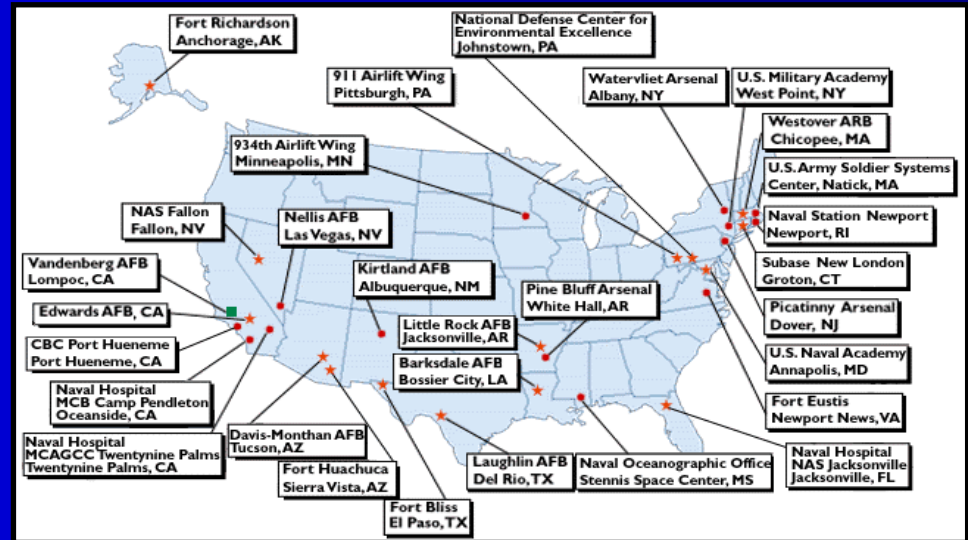 Fort Richardson
Anchorage, AK
National Defense Center for
Environmental Excellence
Johnstown, PA
911 Airlift Wing
Pittsburgh, PA
Watervliet Arsenal
Albany, NY
U.S. Military Academy
West Point, NY
Westover ARB
Chicopee, MA
934th Airlift Wing
Minneapolis, MN
U.S. Army Soldier Systems
Center, Natick, MA
NAS Fallon
Fallon, NV
Nellis AFB
Las Vegas, NV
Naval Station Newport
Newport, RI
Vandenberg AFB
Lompoc, CA
Kirtland AFB
Albuquerque, NM
Subase New London
Groton, CT
Pine Bluff Arsenal
White Hall, AR
Edwards AFB, CA
Little Rock AFB
Jacksonville, AR
Picatinny Arsenal
Dover, NJ
CBC Port Hueneme
Port Hueneme, CA
Barksdale AFB
Bossier City, LA
U.S. Naval Academy
Annapolis, MD
Naval Hospital
MCB Camp Pendleton
Oceanside, CA
Fort Eustis
Newport News, VA
Naval Hospital
MCAGCC Twentynine Palms
Twentynine Palms, CA
Davis-Monthan AFB
Tucson, AZ
Fort Huachuca
Sierra Vista, AZ
Fort Bliss
El Paso, TX
Laughlin AFB
Del Rio, TX
Naval Oceanographic Office
Stennis Space Center, MS
Naval Hospital
NAS Jacksonville
Jacksonville, FL